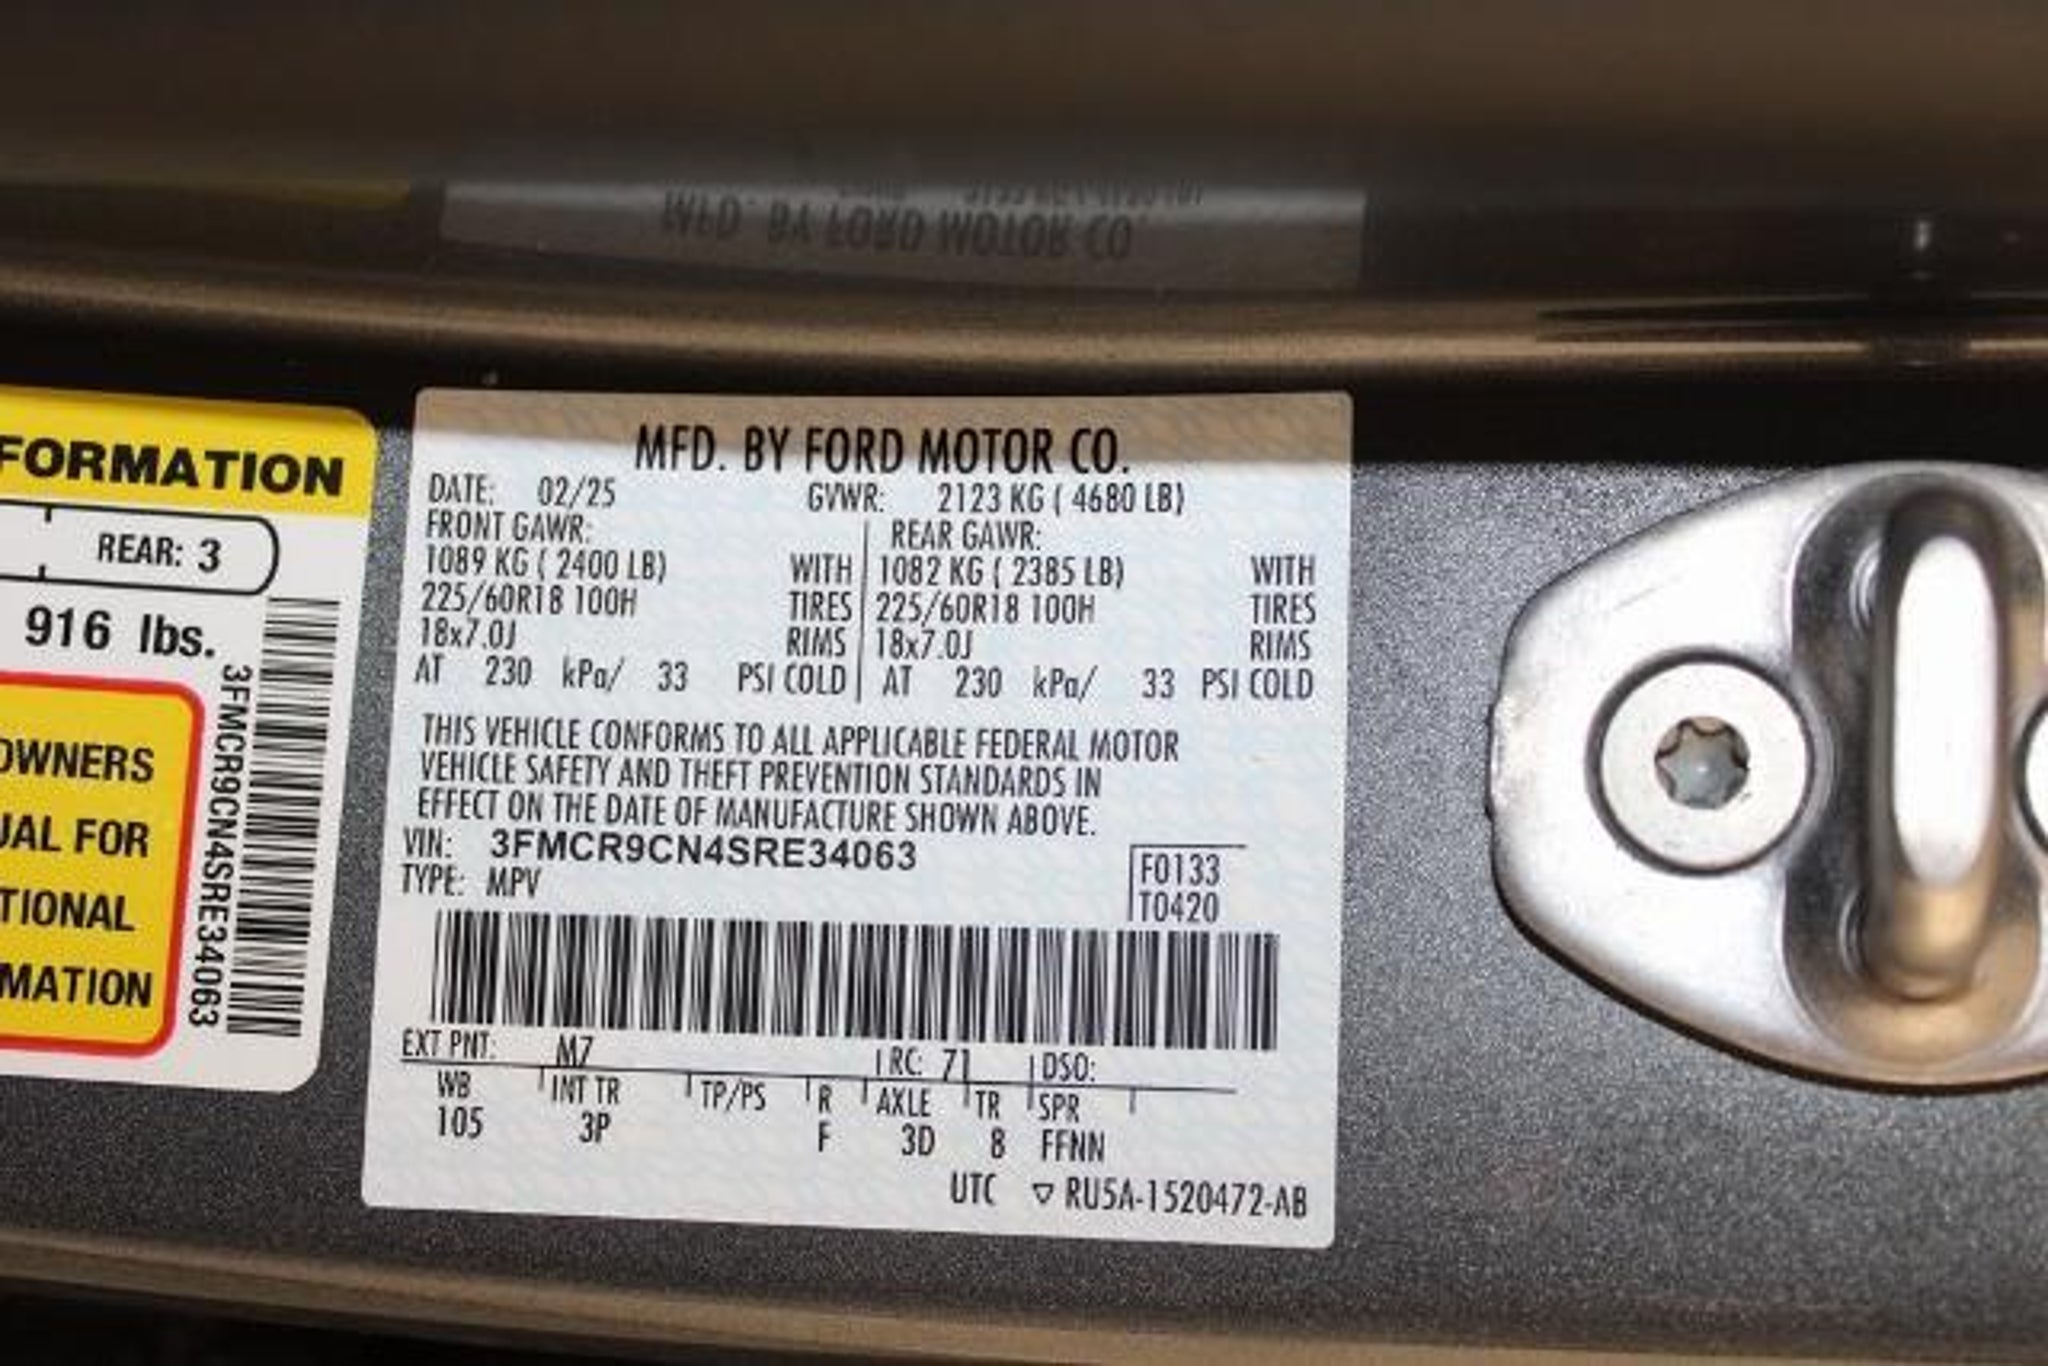 FORMATION
REAR: 3
916 lbs.
3FMCR9CN4SRE34063
OWNERS
UAL FOR
TIONAL
MATION
MFD. BY FORD MOTOR CO.
DATE: 02/25 GVWR: 2123 KG ( 4680 LB)
FRONT GAWR: REAR GAWR:
1089 KG ( 2400 LB) WITH 1082 KG ( 2385 LB) WITH
225/60R18 100H TIRES 225/60R18 100H TIRES
18x7.0J RIMS 18x7.0J RIMS
AT 230 kPa/ 33 PSI COLD AT 230 kPa/ 33 PSI COLD
THIS VEHICLE CONFORMS TO ALL APPLICABLE FEDERAL MOTOR
VEHICLE SAFETY AND THEFT PREVENTION STANDARDS IN
EFFECT ON THE DATE OF MANUFACTURE SHOWN ABOVE.
VIN: 3FMCR9CN4SRE34063
TYPE: MPV
F0133
T0420
EXT PNT: M7 RC: 71 DSO:
WB INT TR TP/PS R AXLE TR SPR
105 3P F 3D 8 FFNN
UTC ▽ RU5A-1520472-AB